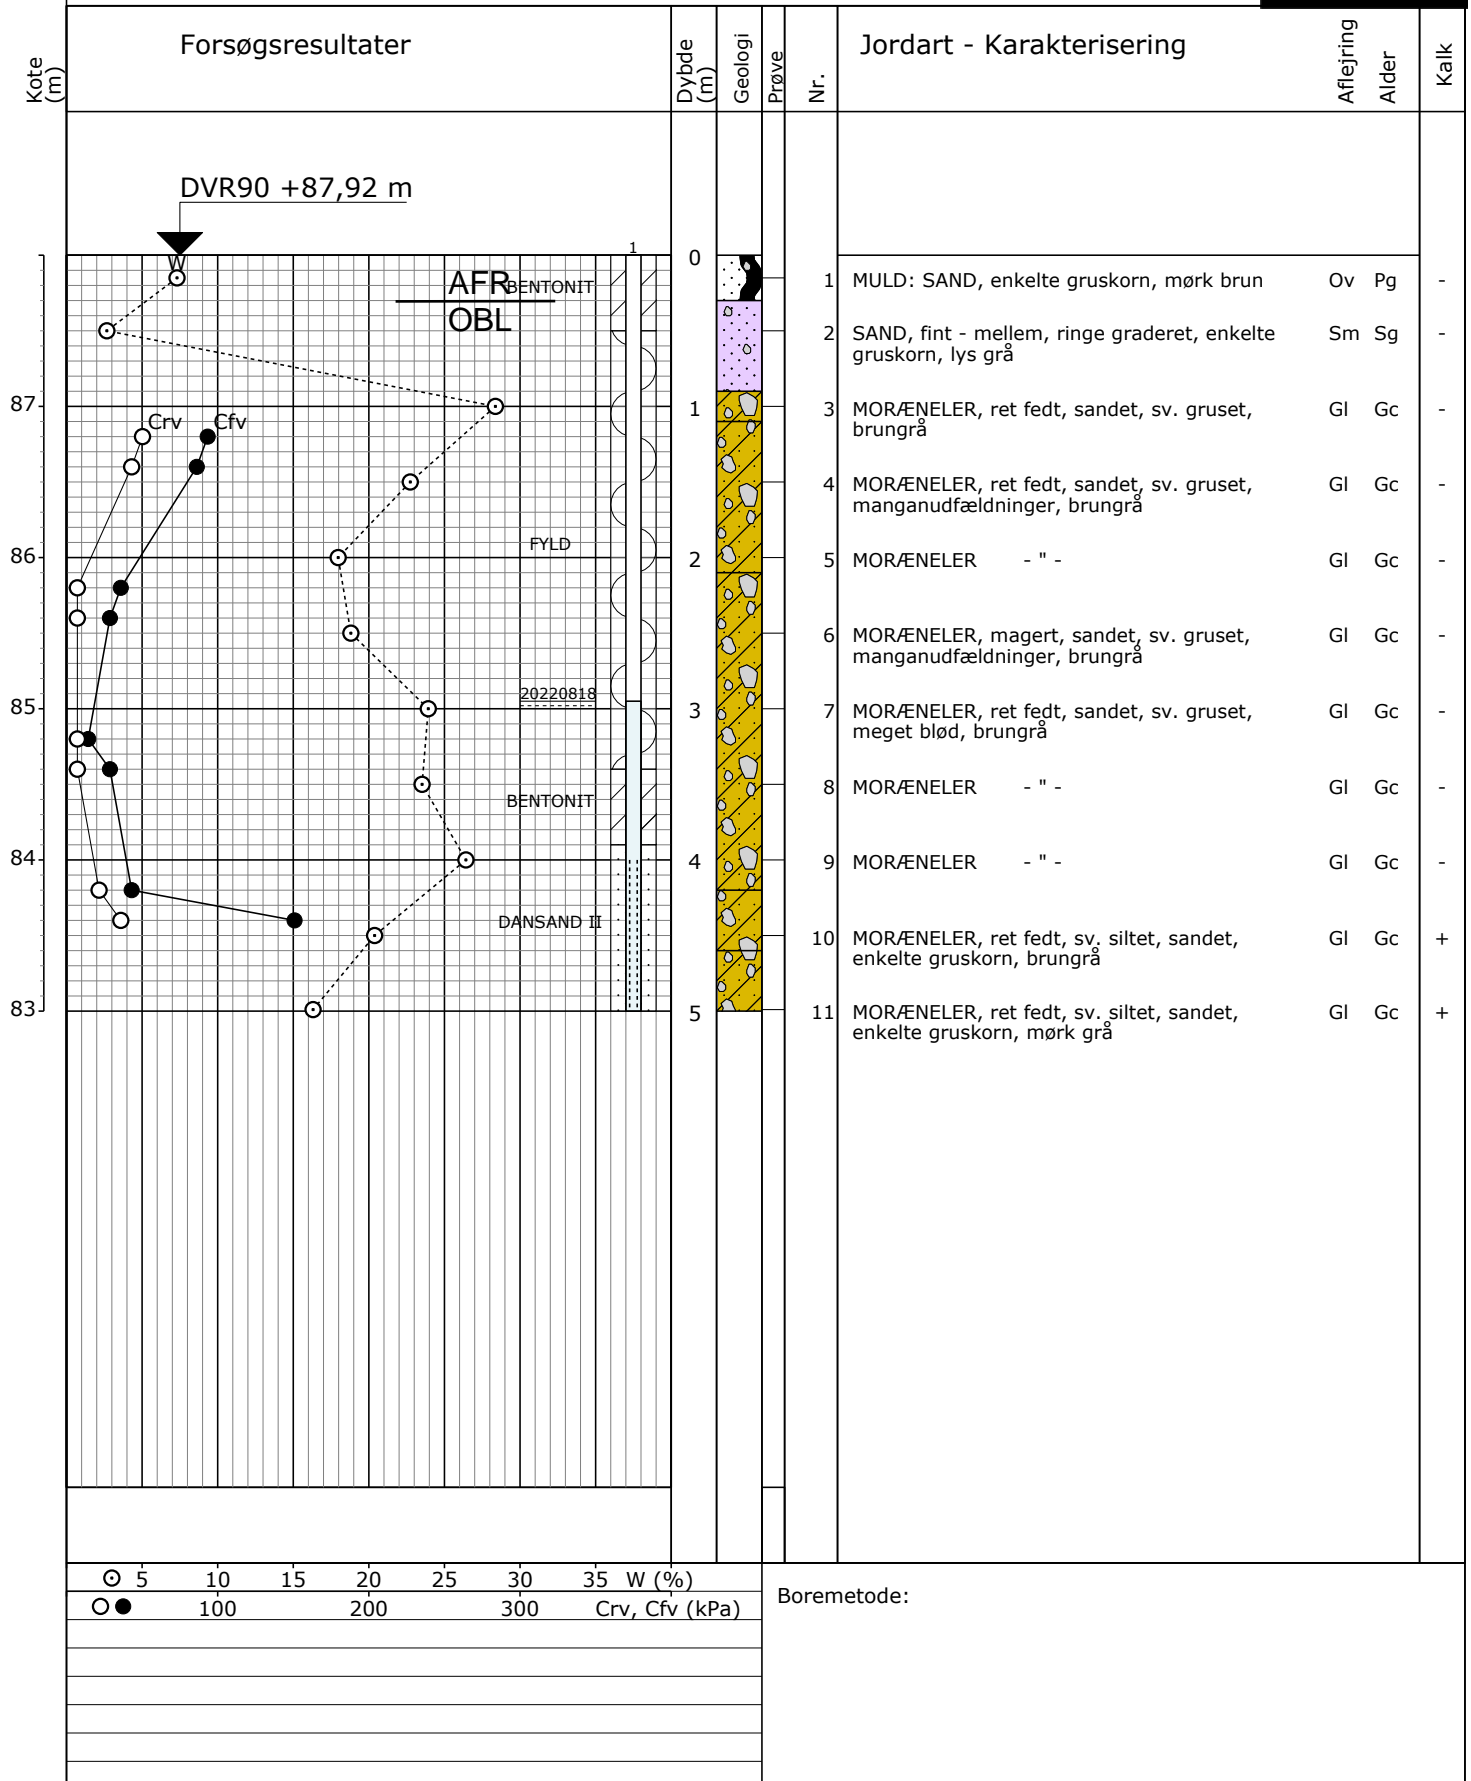 Kote (m)
Forsøgsresultater
Dybde (m)
Geologi
Prøve
Nr.
Jordart - Karakterisering
Aflejring
Alder
Kalk
DVR90 +87,92 m
W
1
0
AFR
BENTONIT
OBL
1 MULD: SAND, enkelte gruskorn, mørk brun Ov Pg -
2 SAND, fint - mellem, ringe graderet, enkelte Sm Sg -
gruskorn, lys grå
87
1
3 MORÆNELER, ret fedt, sandet, sv. gruset, Gl Gc -
brungrå
Crv
Cfv
4 MORÆNELER, ret fedt, sandet, sv. gruset, Gl Gc -
manganudfældninger, brungrå
FYLD
86
2
5 MORÆNELER - " - Gl Gc -
6 MORÆNELER, magert, sandet, sv. gruset, Gl Gc -
manganudfældninger, brungrå
20220818
85
3
7 MORÆNELER, ret fedt, sandet, sv. gruset, Gl Gc -
meget blød, brungrå
8 MORÆNELER - " - Gl Gc -
BENTONIT
84
4
9 MORÆNELER - " - Gl Gc -
DANSAND II
10 MORÆNELER, ret fedt, sv. siltet, sandet, Gl Gc +
enkelte gruskorn, brungrå
83
5
11 MORÆNELER, ret fedt, sv. siltet, sandet, Gl Gc +
enkelte gruskorn, mørk grå
5 10 15 20 25 30 35 W (%)
100 200 300 Crv, Cfv (kPa)
Boremetode: